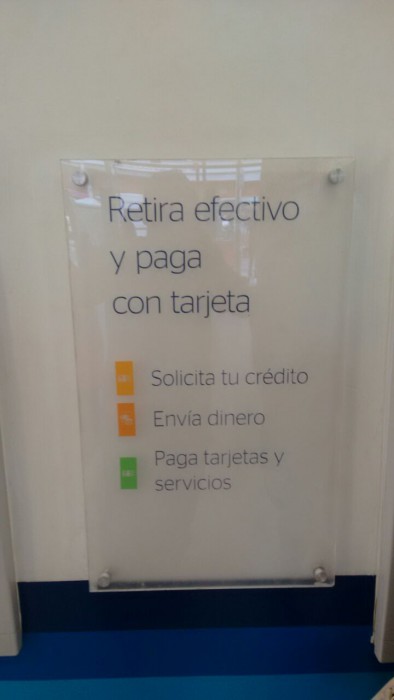 Retira efectivo
y paga
con tarjeta
Solicita tu crédito
Envía dinero
Paga tarjetas y
servicios